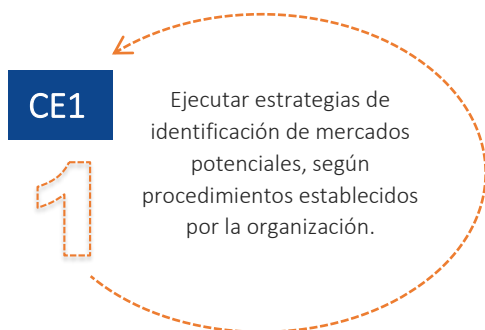 CE1
1
Ejecutar estrategias de
identificación de mercados
potenciales, según
procedimientos establecidos
por la organización.